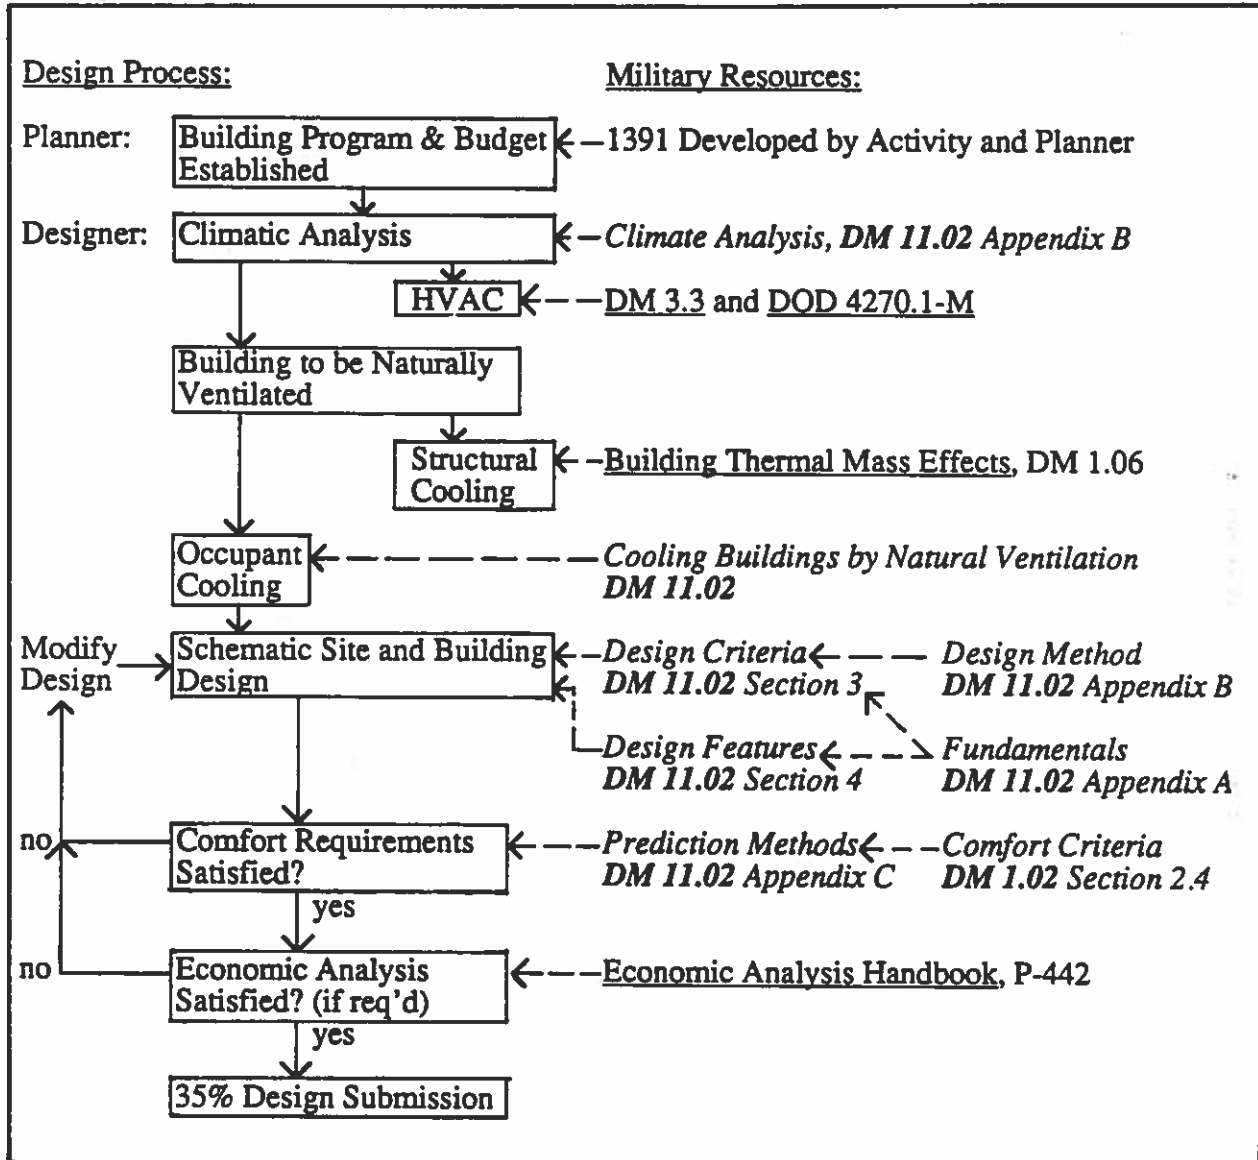 Design Process:
Military Resources:
Planner:
Building Program & Budget
Established
1391 Developed by Activity and Planner
Designer:
Climatic Analysis
Climate Analysis, DM 11.02 Appendix B
HVAC
DM 3.3 and DOD 4270.1-M
Building to be Naturally
Ventilated
Structural
Cooling
Building Thermal Mass Effects, DM 1.06
Occupant
Cooling
Cooling Buildings by Natural Ventilation
DM 11.02
Modify
Design
Schematic Site and Building
Design
Design Criteria
DM 11.02 Section 3
Design Method
DM 11.02 Appendix B
Design Features
DM 11.02 Section 4
Fundamentals
DM 11.02 Appendix A
no
Comfort Requirements
Satisfied?
Prediction Methods
DM 11.02 Appendix C
Comfort Criteria
DM 1.02 Section 2.4
yes
no
Economic Analysis
Satisfied? (if req'd)
Economic Analysis Handbook, P-442
yes
35% Design Submission